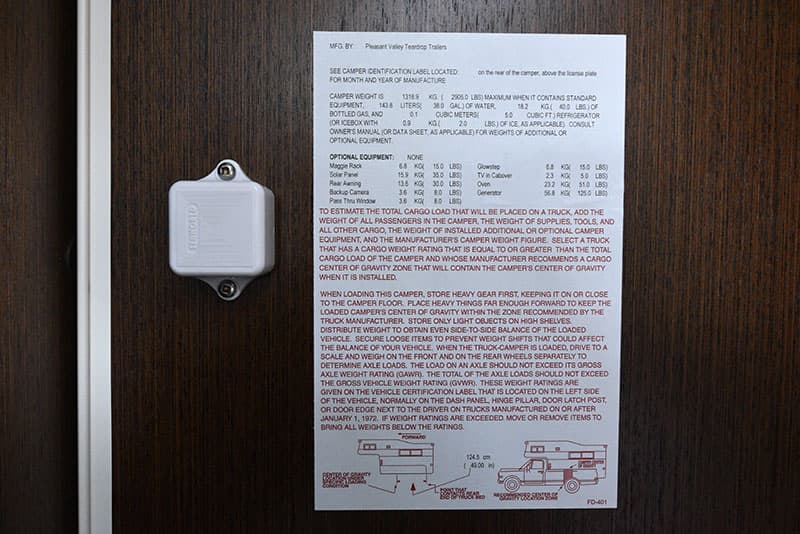 MFG. BY: Pleasant Valley Teardrop Trailers
SEE CAMPER IDENTIFICATION LABEL LOCATED: on the rear of the camper, above the license plate
FOR MONTH AND YEAR OF MANUFACTURE
CAMPER WEIGHT IS 1318.9 KG. ( 2905.0 LBS) MAXIMUM WHEN IT CONTAINS STANDARD
EQUIPMENT, 143.8 LITERS( 38.0 GAL.) OF WATER, 18.2 KG.( 40.0 LBS.) OF
BOTTLED GAS, AND 0.1 CUBIC METERS( 5.0 CUBIC FT.) REFRIGERATOR
(OR ICEBOX WITH 0.9 KG.( 2.0 LBS.) OF ICE, AS APPLICABLE). CONSULT
OWNER'S MANUAL (OR DATA SHEET, AS APPLICABLE) FOR WEIGHTS OF ADDITIONAL OR
OPTIONAL EQUIPMENT.
OPTIONAL EQUIPMENT: NONE
Maggie Rack 6.8 KG( 15.0 LBS) Glowstep 6.8 KG( 15.0 LBS)
Solar Panel 15.9 KG( 35.0 LBS) TV in Cabover 2.3 KG( 5.0 LBS)
Rear Awning 13.6 KG( 30.0 LBS) Oven 23.2 KG( 51.0 LBS)
Backup Camera 3.6 KG( 8.0 LBS) Generator 56.8 KG( 125.0 LBS)
Pass Thru Window 3.6 KG( 8.0 LBS)
TO ESTIMATE THE TOTAL CARGO LOAD THAT WILL BE PLACED ON A TRUCK, ADD THE
WEIGHT OF ALL PASSENGERS IN THE CAMPER, THE WEIGHT OF SUPPLIES, TOOLS, AND
ALL OTHER CARGO, THE WEIGHT OF INSTALLED ADDITIONAL OR OPTIONAL CAMPER
EQUIPMENT, AND THE MANUFACTURER'S CAMPER WEIGHT FIGURE. SELECT A TRUCK
THAT HAS A CARGO WEIGHT RATING THAT IS EQUAL TO OR GREATER THAN THE TOTAL
CARGO LOAD OF THE CAMPER AND WHOSE MANUFACTURER RECOMMENDS A CARGO
CENTER OF GRAVITY ZONE THAT WILL CONTAIN THE CAMPER'S CENTER OF GRAVITY
WHEN IT IS INSTALLED.
WHEN LOADING THIS CAMPER, STORE HEAVY GEAR FIRST, KEEPING IT ON OR CLOSE
TO THE CAMPER FLOOR. PLACE HEAVY THINGS FAR ENOUGH FORWARD TO KEEP THE
LOADED CAMPER'S CENTER OF GRAVITY WITHIN THE ZONE RECOMMENDED BY THE
TRUCK MANUFACTURER. STORE ONLY LIGHT OBJECTS ON HIGH SHELVES.
DISTRIBUTE WEIGHT TO OBTAIN EVEN SIDE-TO-SIDE BALANCE OF THE LOADED
VEHICLE. SECURE LOOSE ITEMS TO PREVENT WEIGHT SHIFTS THAT COULD AFFECT
THE BALANCE OF YOUR VEHICLE. WHEN THE TRUCK-CAMPER IS LOADED, DRIVE TO A
SCALE AND WEIGH ON THE FRONT AND ON THE REAR WHEELS SEPARATELY TO
DETERMINE AXLE LOADS. THE LOAD ON AN AXLE SHOULD NOT EXCEED ITS GROSS
AXLE WEIGHT RATING (GAWR). THE TOTAL OF THE AXLE LOADS SHOULD NOT EXCEED
THE GROSS VEHICLE WEIGHT RATING (GVWR). THESE WEIGHT RATINGS ARE
GIVEN ON THE VEHICLE CERTIFICATION LABEL THAT IS LOCATED ON THE LEFT SIDE
OF THE VEHICLE, NORMALLY ON THE DASH PANEL, HINGE PILLAR, DOOR LATCH POST,
OR DOOR EDGE NEXT TO THE DRIVER ON TRUCKS MANUFACTURED ON OR AFTER
JANUARY 1, 1972. IF WEIGHT RATINGS ARE EXCEEDED, MOVE OR REMOVE ITEMS TO
BRING ALL WEIGHTS BELOW THE RATINGS.
FORWARD
124.5 cm
( 49.00 in)
CAMPER CENTER
OF GRAVITY
CENTER OF GRAVITY
SPECIFIED UNDER
LOADING
CONDITION
POINT THAT
CONTACTS REAR
END OF TRUCK BED
RECOMMENDED CENTER OF
GRAVITY LOCATION ZONE
FD-401